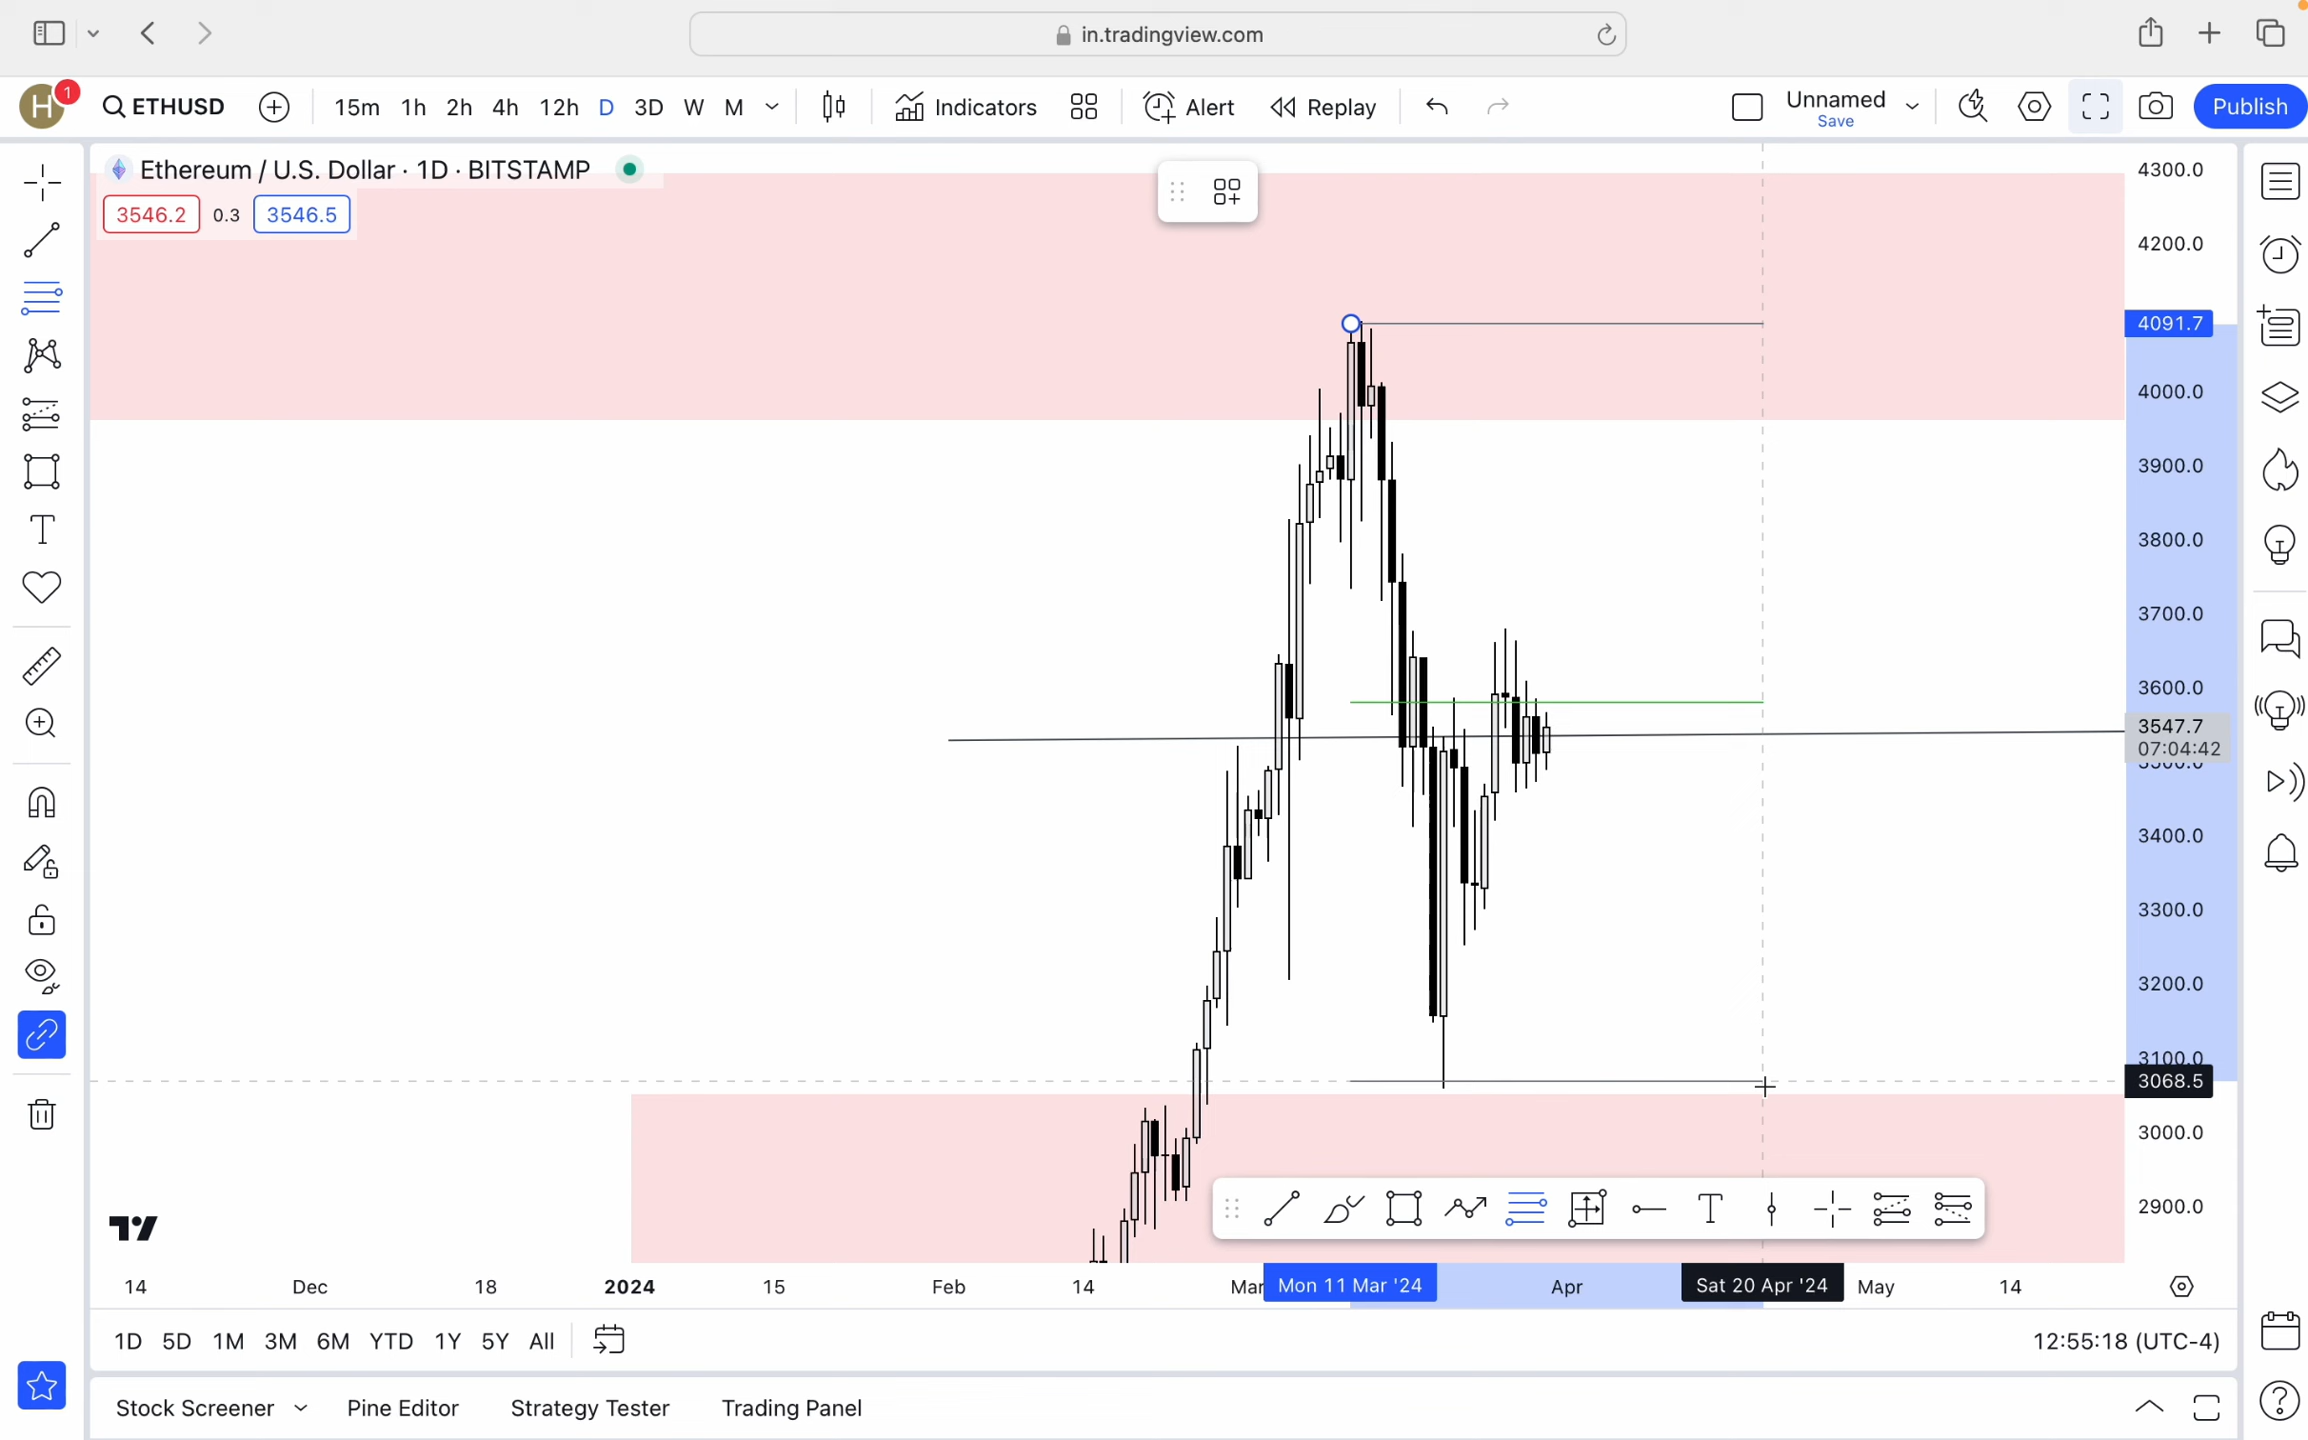 in.tradingview.com
H 1 ETHUSD 15m 1h 2h 4h 12h D 3D W M Indicators Alert Replay Unnamed Save Publish
Ethereum / U.S. Dollar · 1D · BITSTAMP
3546.2 0.3 3546.5
4300.0
4200.0
4091.7
4000.0
3900.0
3800.0
3700.0
3600.0
3547.7
07:04:42
3400.0
3300.0
3200.0
3100.0
3068.5
3000.0
2900.0
14 Dec 18 2024 15 Feb 14 Mar Mon 11 Mar '24 Apr Sat 20 Apr '24 May 14
1D 5D 1M 3M 6M YTD 1Y 5Y All 12:55:18 (UTC-4)
Stock Screener Pine Editor Strategy Tester Trading Panel